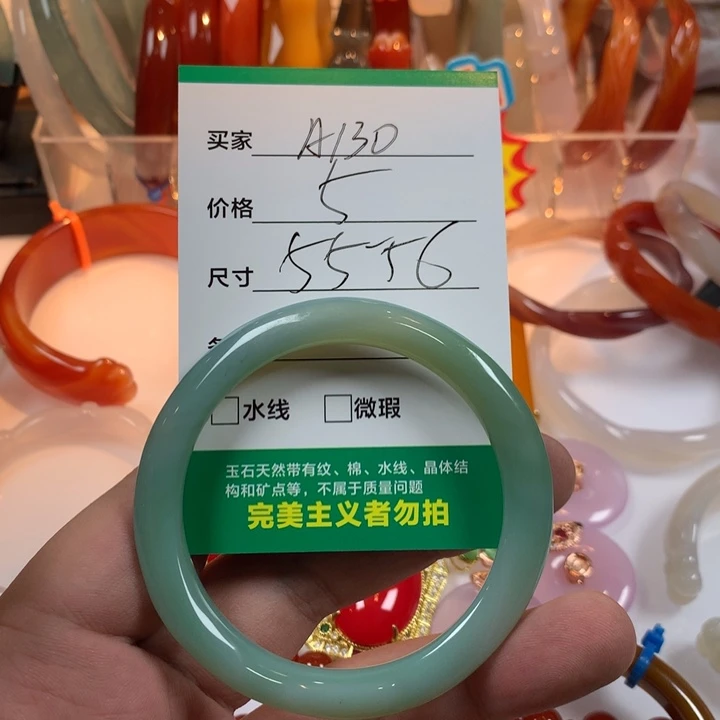 买家 A130
价格 5
尺寸 55-56
水线 微瑕
玉石天然带有纹、棉、水线、晶体结
构和矿点等，不属于质量问题
完美主义者勿拍